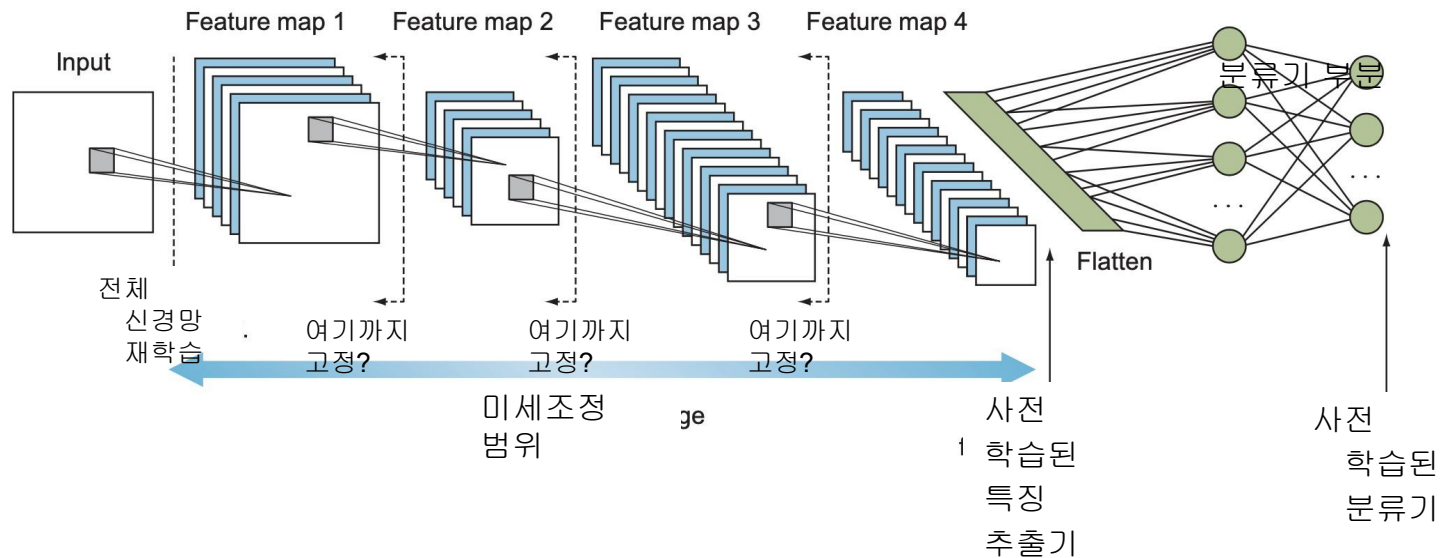 Feature map 1
Feature map 2
Feature map 3
Feature map 4
Input
분류기 부분
...
...
Flatten
전체
신경망
재학습
여기까지
고정?
여기까지
고정?
여기까지
고정?
미세조정
범위
사전
학습된
특징
추출기
사전
학습된
분류기